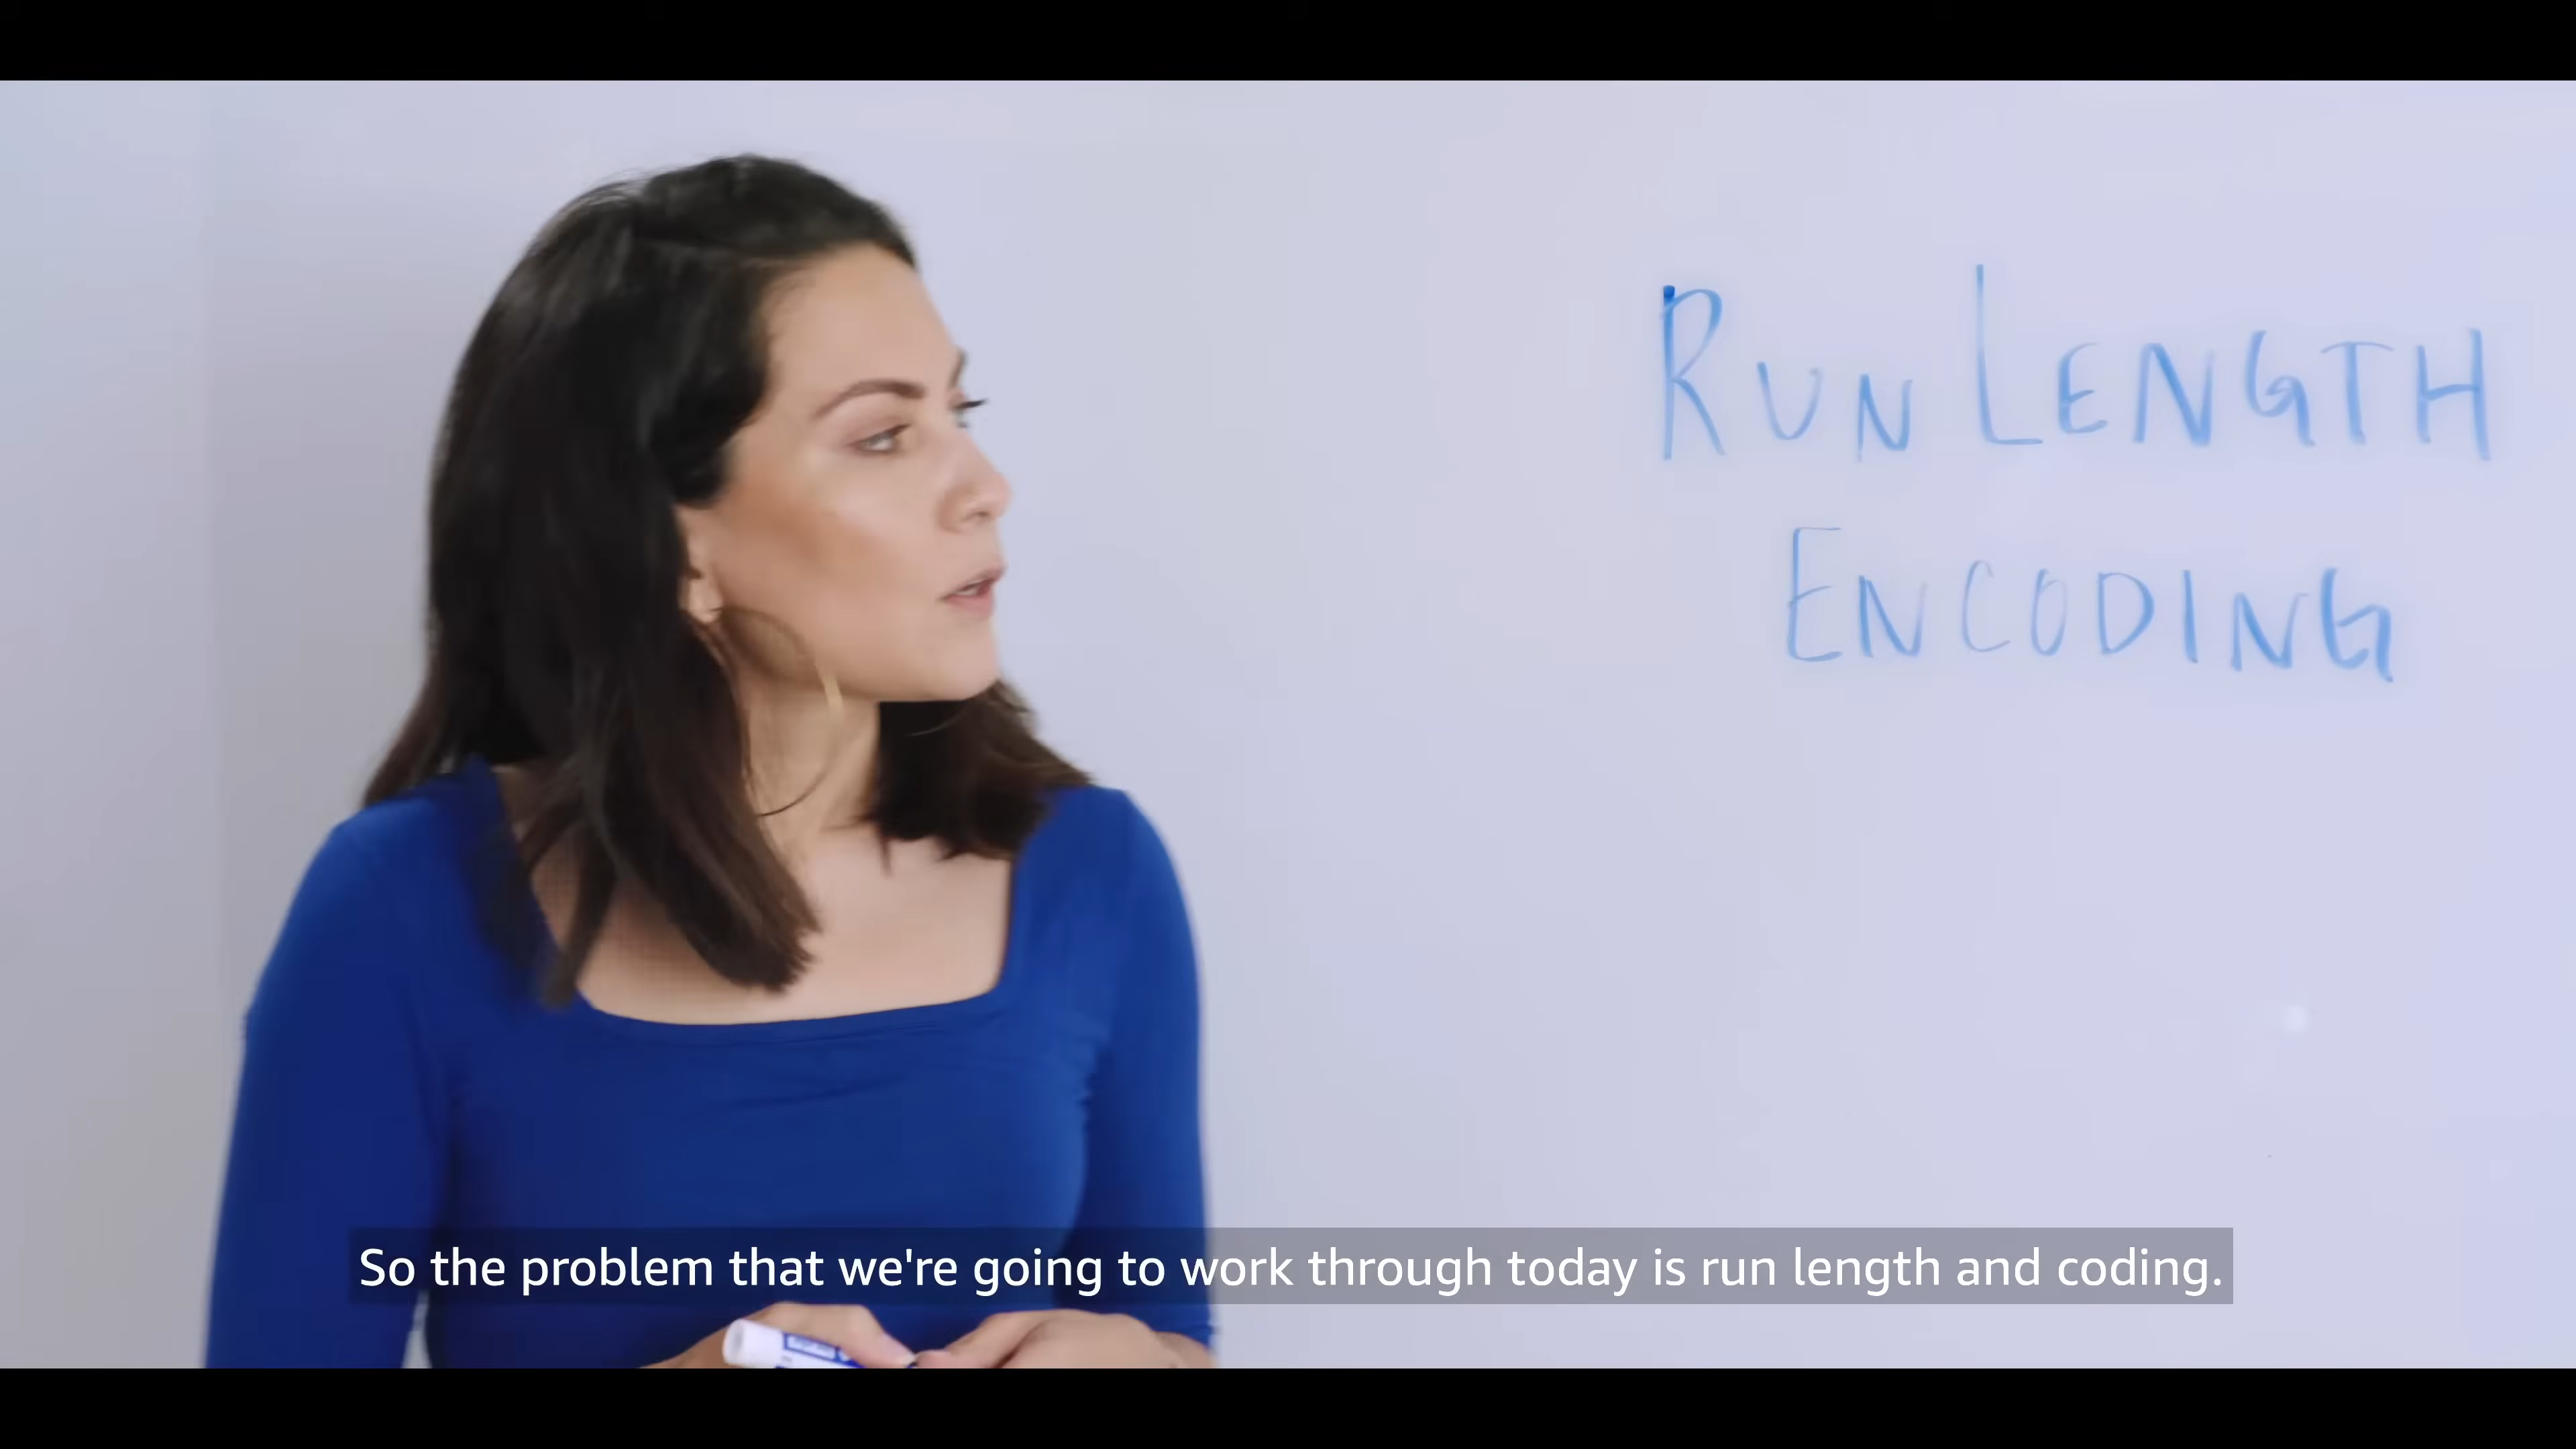 RUN LENGTH
ENCODING
So the problem that we're going to work through today is run length and coding.